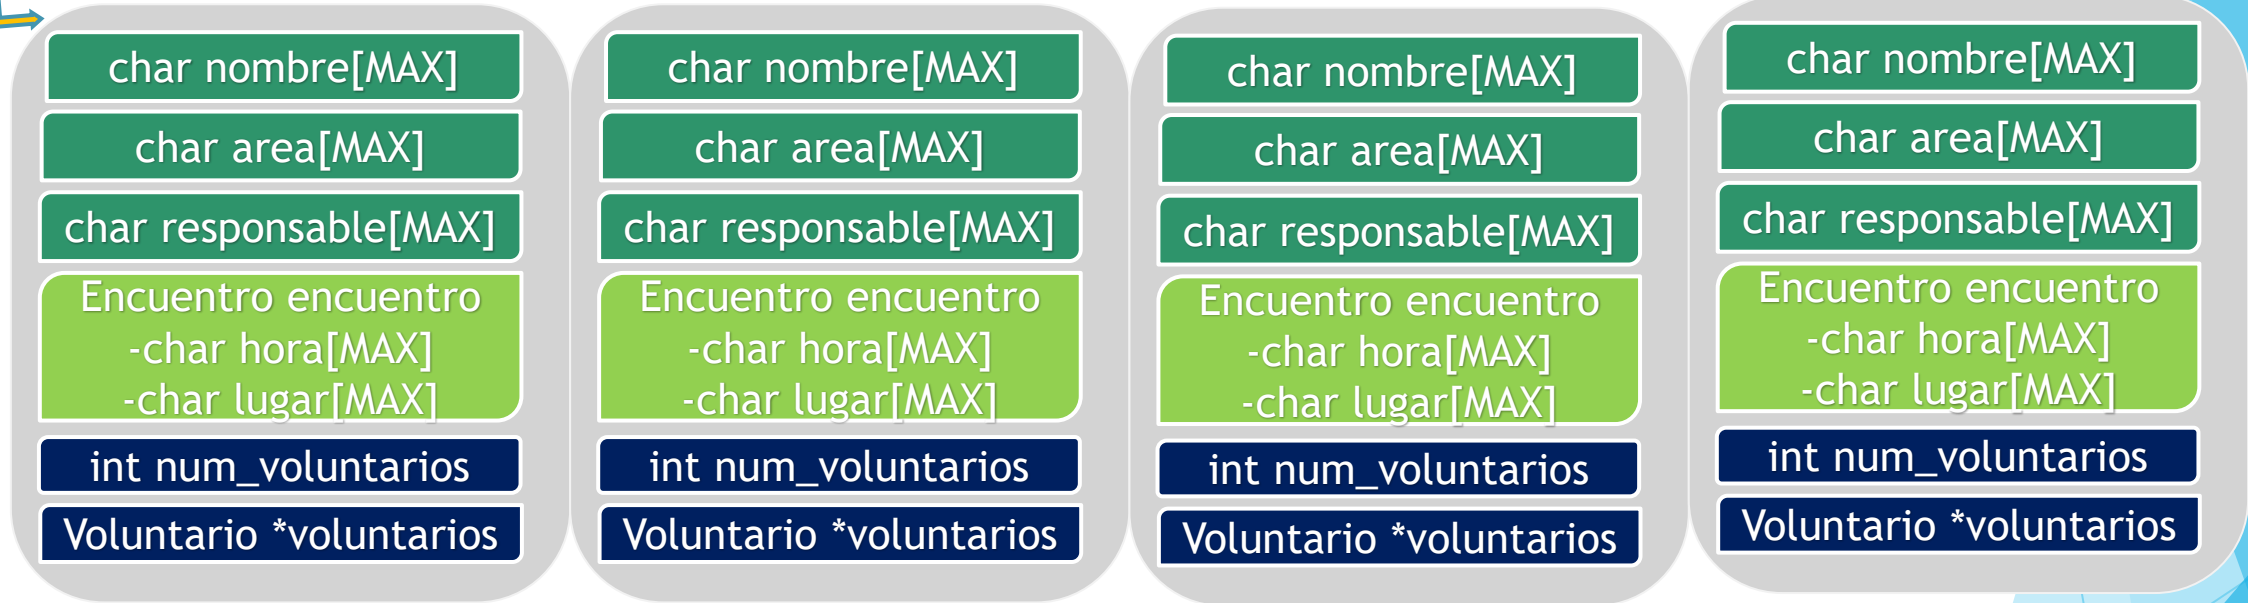 char nombre[MAX]
char area[MAX]
char responsable[MAX]
Encuentro encuentro
-char hora[MAX]
-char lugar[MAX]
int num_voluntarios
Voluntario *voluntarios
char nombre[MAX]
char area[MAX]
char responsable[MAX]
Encuentro encuentro
-char hora[MAX]
-char lugar[MAX]
int num_voluntarios
Voluntario *voluntarios
char nombre[MAX]
char area[MAX]
char responsable[MAX]
Encuentro encuentro
-char hora[MAX]
-char lugar[MAX]
int num_voluntarios
Voluntario *voluntarios
char nombre[MAX]
char area[MAX]
char responsable[MAX]
Encuentro encuentro
-char hora[MAX]
-char lugar[MAX]
int num_voluntarios
Voluntario *voluntarios